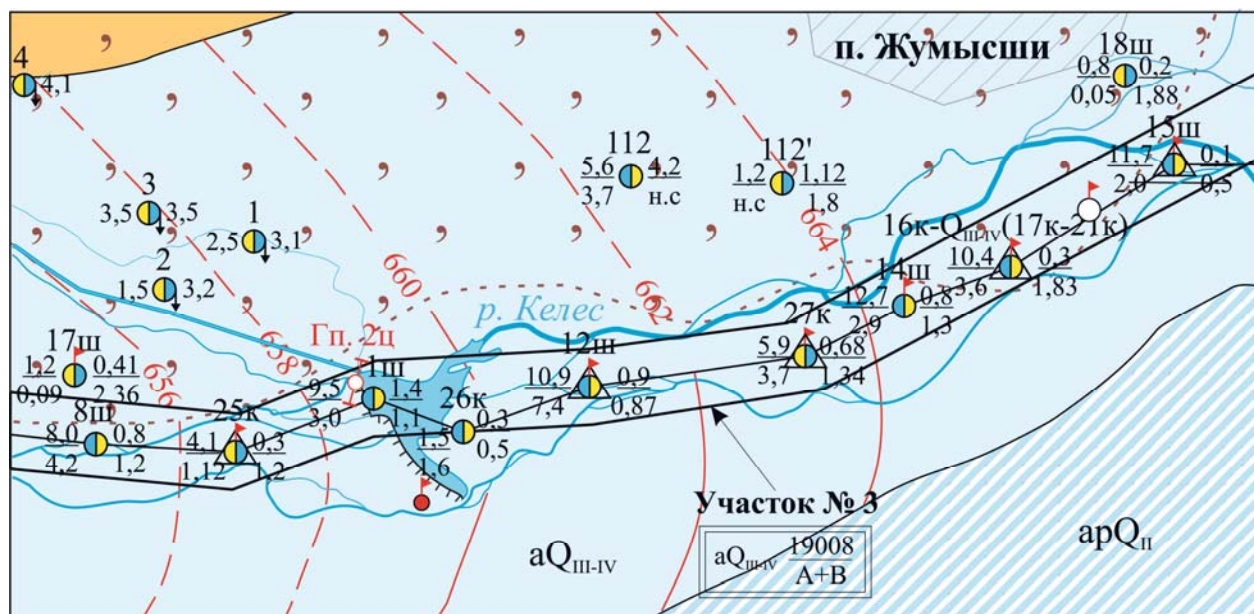 п. Жумысши
18ш
0,8 0,2
0,05 1,88
4
4,1
112
5,6 4,2
3,7 н.с
112'
1,2 1,12
н.с 1,8
15ш
11,7 0,1
2,0 0,5
3
3,5 3,5
1
2,5 3,1
2
1,5 3,2
16к-QIII-IV(17к-21к)
10,4 0,3
3,6 1,83
664
660
662
658
656
14ш
12,7 0,8
2,9 1,3
р. Келес
Гп. 2ц
27к
5,9 0,68
3,7 1,34
17ш
1,2 0,41
0,09 2,36
1ш
9,5 1,4
3,0 1,1
12ш
10,9 0,9
7,4 0,87
8ш
8,0 0,8
4,2 1,2
25к
4,1 0,3
1,12 1,2
26к
1,5 0,3
1,6 0,5
Участок № 3
aQIII-IV 19008
A+B
aQIII-IV
apQII